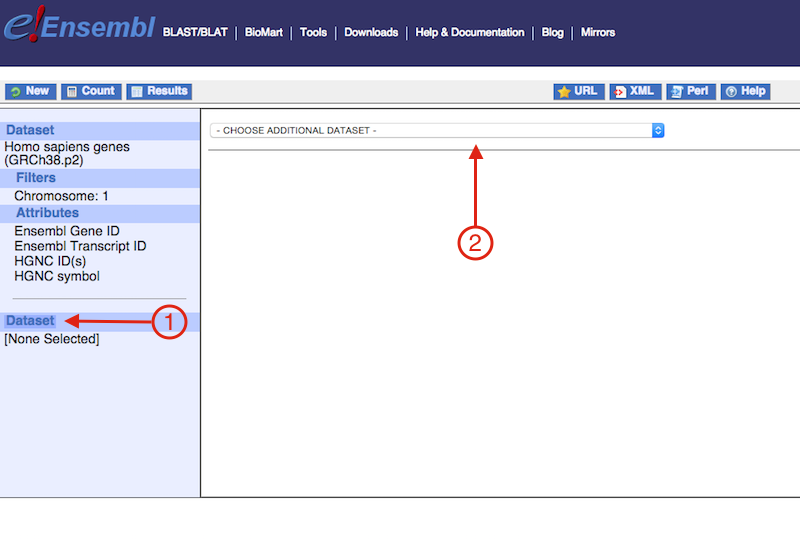 e!Ensembl BLAST/BLAT | BioMart | Tools | Downloads | Help & Documentation | Blog | Mirrors
New Count Results URL XML Perl Help
Dataset
Homo sapiens genes
(GRCh38.p2)
Filters
Chromosome: 1
Attributes
Ensembl Gene ID
Ensembl Transcript ID
HGNC ID(s)
HGNC symbol
Dataset
[None Selected]
1
- CHOOSE ADDITIONAL DATASET -
2